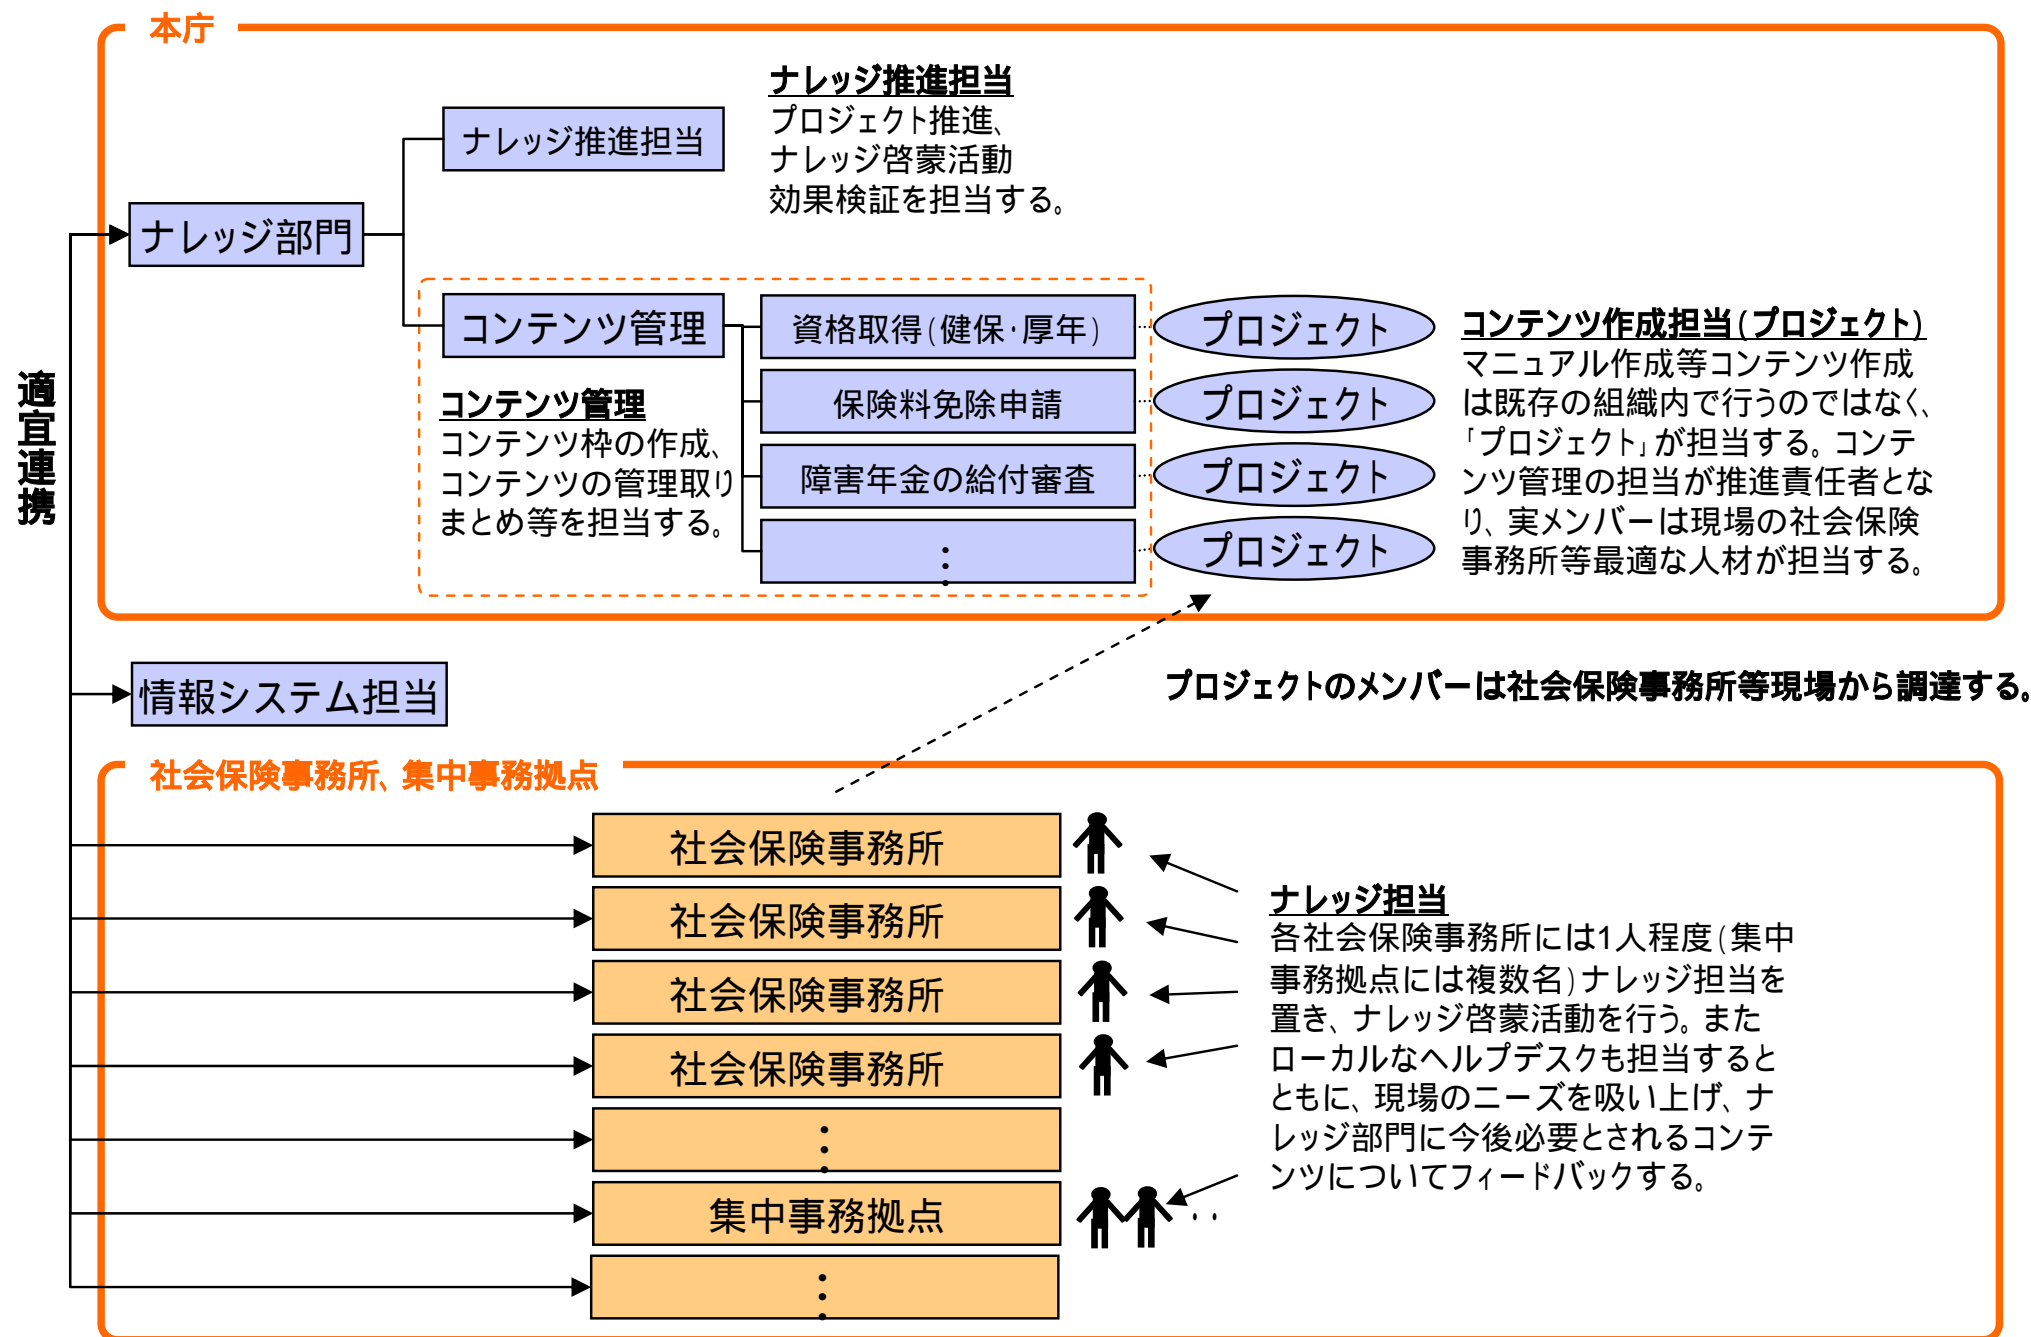 本庁
ナレッジ推進担当
ナレッジ推進担当
プロジェクト推進、
ナレッジ啓蒙活動
効果検証を担当する。
ナレッジ部門
コンテンツ管理
資格取得(健保・厚年)
プロジェクト
保険料免除申請
プロジェクト
障害年金の給付審査
プロジェクト
：
プロジェクト
コンテンツ管理
コンテンツ枠の作成、
コンテンツの管理取り
まとめ等を担当する。
コンテンツ作成担当(プロジェクト)
マニュアル作成等コンテンツ作成
は既存の組織内で行うのではなく、
「プロジェクト」が担当する。コンテ
ンツ管理の担当が推進責任者とな
り、実メンバーは現場の社会保険
事務所等最適な人材が担当する。
適宜連携
情報システム担当
プロジェクトのメンバーは社会保険事務所等現場から調達する。
社会保険事務所、集中事務拠点
社会保険事務所
社会保険事務所
社会保険事務所
社会保険事務所
：
集中事務拠点
‥
：
ナレッジ担当
各社会保険事務所には1人程度(集中
事務拠点には複数名)ナレッジ担当を
置き、ナレッジ啓蒙活動を行う。また
ローカルなヘルプデスクも担当すると
ともに、現場のニーズを吸い上げ、ナ
レッジ部門に今後必要とされるコンテ
ンツについてフィードバックする。